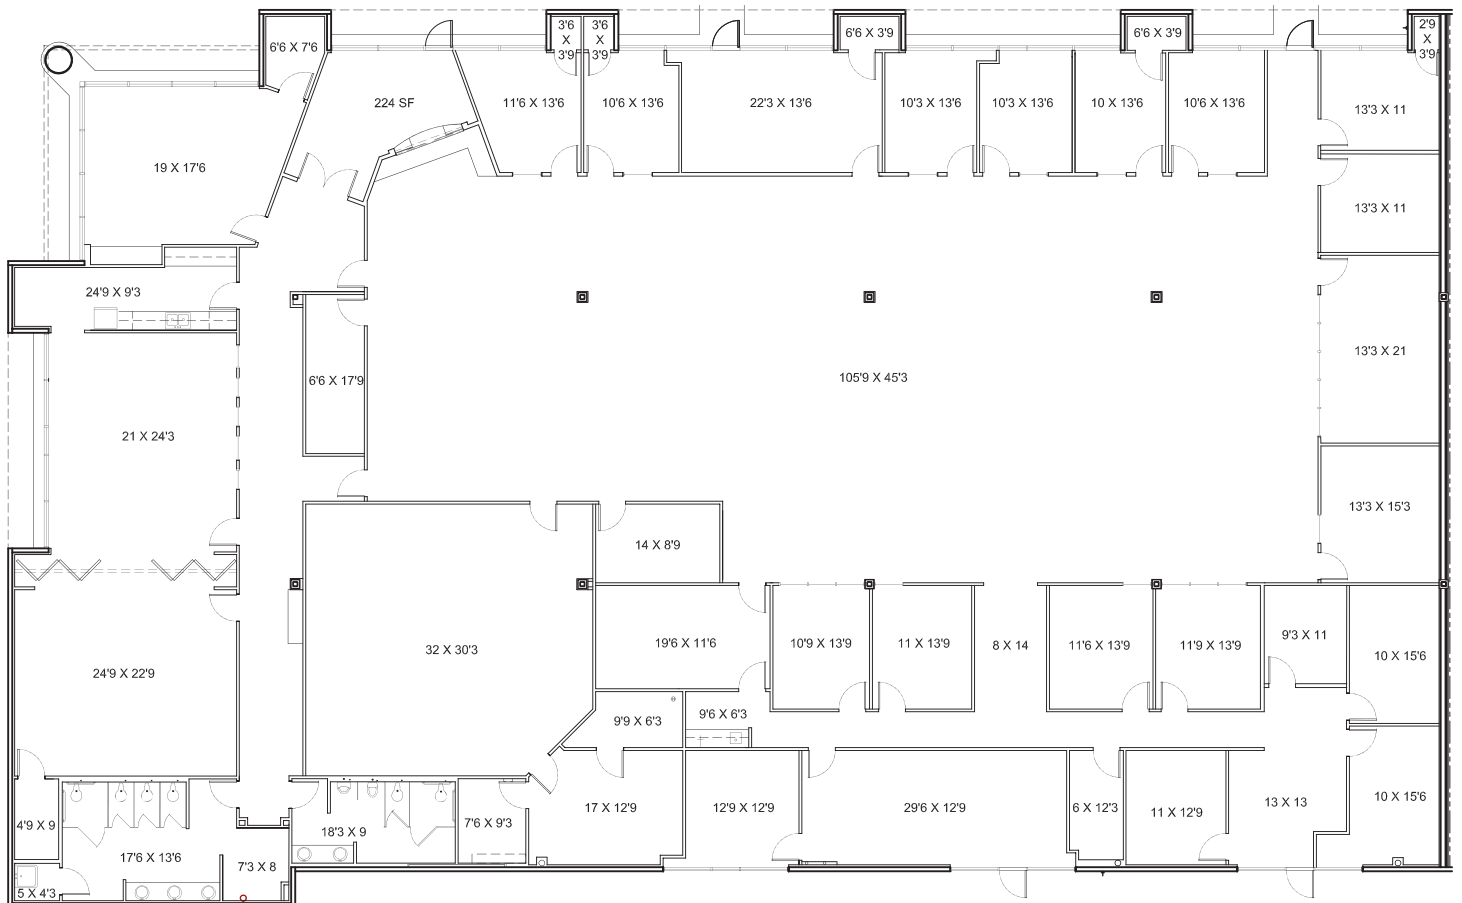 6'6 X 7'6
3'6
X
3'9
3'6
X
3'9
6'6 X 3'9
6'6 X 3'9
2'9
X
3'9
224 SF
11'6 X 13'6
10'6 X 13'6
22'3 X 13'6
10'3 X 13'6
10'3 X 13'6
10 X 13'6
10'6 X 13'6
13'3 X 11
19 X 17'6
13'3 X 11
24'9 X 9'3
13'3 X 21
6'6 X 17'9
105'9 X 45'3
21 X 24'3
13'3 X 15'3
14 X 8'9
24'9 X 22'9
32 X 30'3
19'6 X 11'6
10'9 X 13'9
11 X 13'9
8 X 14
11'6 X 13'9
11'9 X 13'9
9'3 X 11
10 X 15'6
9'9 X 6'3
9'6 X 6'3
4'9 X 9
18'3 X 9
7'6 X 9'3
17 X 12'9
12'9 X 12'9
29'6 X 12'9
6 X 12'3
11 X 12'9
13 X 13
10 X 15'6
17'6 X 13'6
7'3 X 8
5 X 4'3